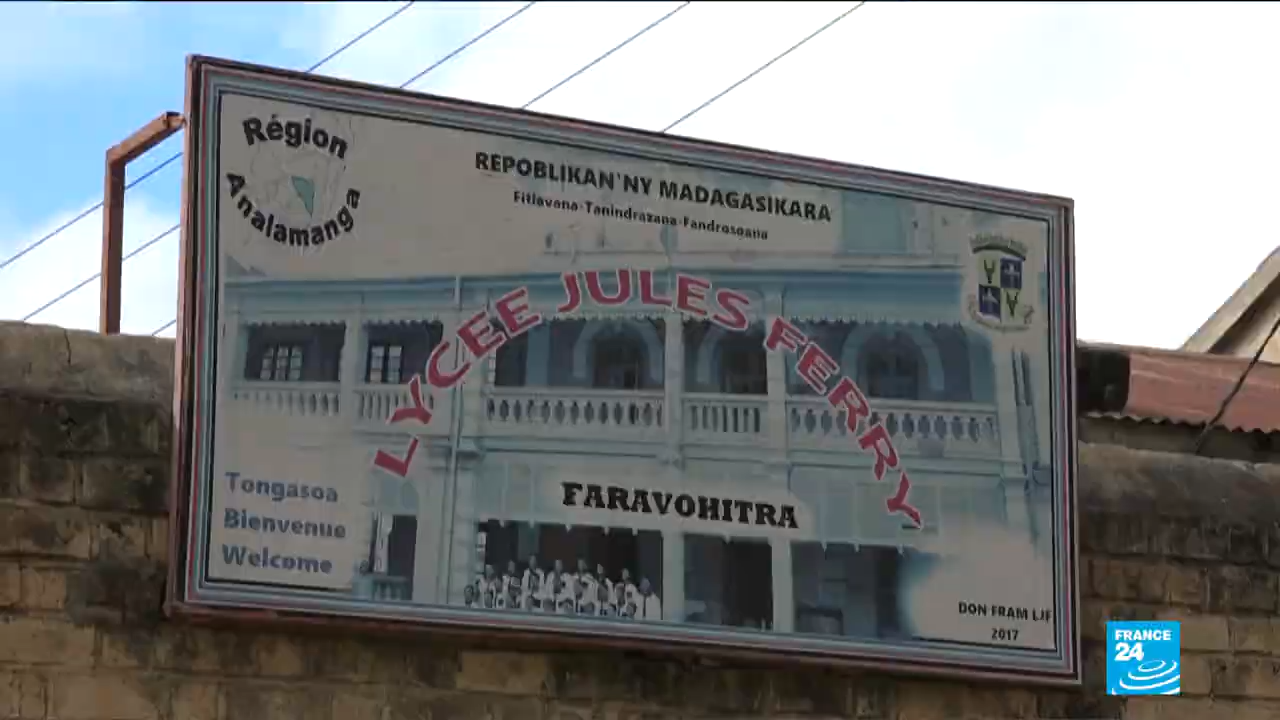 Région
Analamanga
REPOBLIKAN'NY MADAGASIKARA
Fitiavana-Tanindrazana-Fandrosoana
LYCEE JULES FERRY
FARAVOHITRA
Tongasoa
Bienvenue
Welcome
DON FRAM LJF
2017
FRANCE
24